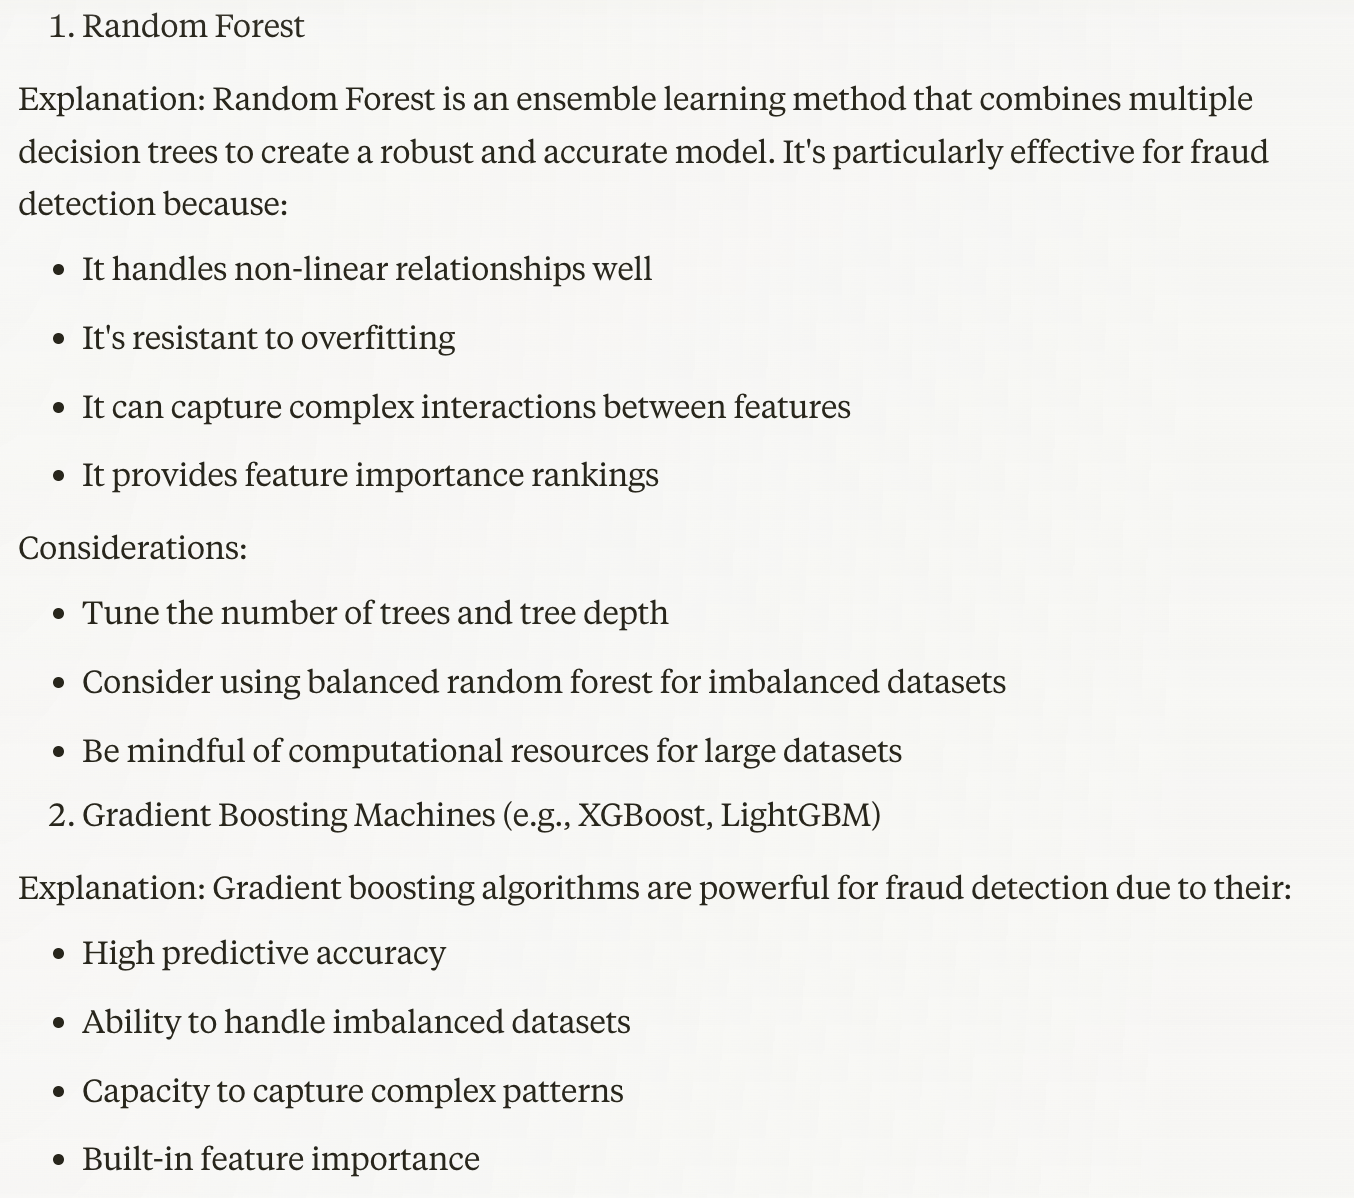 1. Random Forest
Explanation: Random Forest is an ensemble learning method that combines multiple
decision trees to create a robust and accurate model. It's particularly effective for fraud
detection because:
• It handles non-linear relationships well
• It's resistant to overfitting
• It can capture complex interactions between features
• It provides feature importance rankings
Considerations:
• Tune the number of trees and tree depth
• Consider using balanced random forest for imbalanced datasets
• Be mindful of computational resources for large datasets
2. Gradient Boosting Machines (e.g., XGBoost, LightGBM)
Explanation: Gradient boosting algorithms are powerful for fraud detection due to their:
• High predictive accuracy
• Ability to handle imbalanced datasets
• Capacity to capture complex patterns
• Built-in feature importance